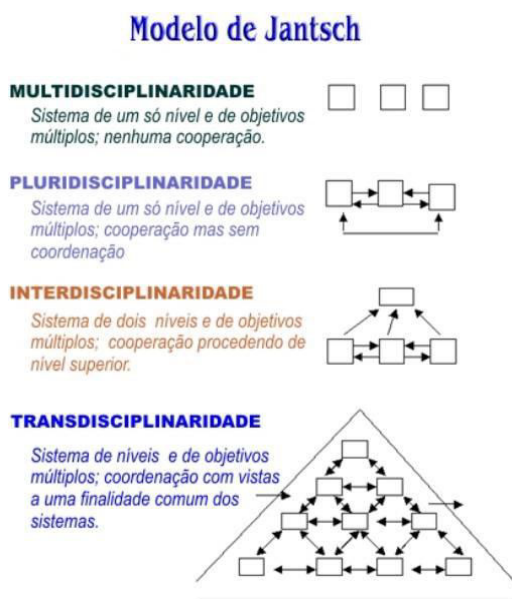 Modelo de Jantsch
MULTIDISCIPLINARIDADE
Sistema de um só nível e de objetivos
múltiplos; nenhuma cooperação.
PLURIDISCIPLINARIDADE
Sistema de um só nível e de objetivos
múltiplos; cooperação mas sem
coordenação
INTERDISCIPLINARIDADE
Sistema de dois níveis e de objetivos
múltiplos; cooperação procedendo de
nível superior.
TRANSDISCIPLINARIDADE
Sistema de níveis e de objetivos
múltiplos; coordenação com vistas
a uma finalidade comum dos
sistemas.